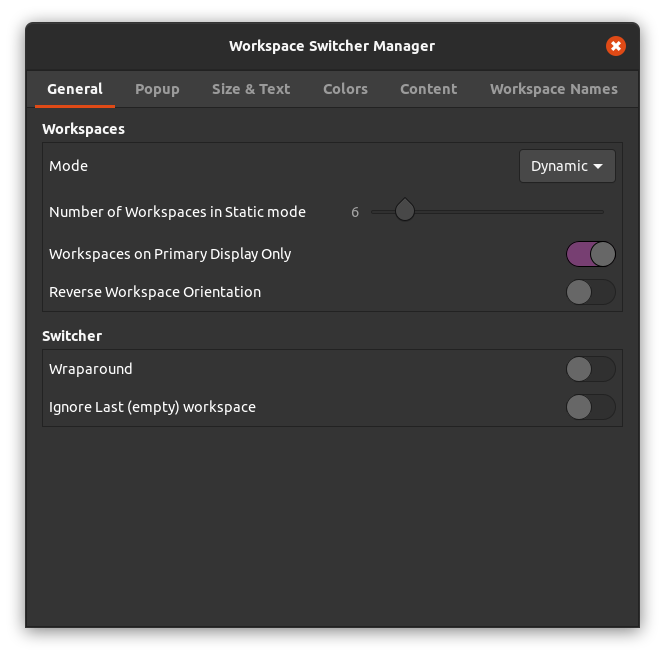 Workspace Switcher Manager
General Popup Size & Text Colors Content Workspace Names
Workspaces
Mode Dynamic
Number of Workspaces in Static mode 6
Workspaces on Primary Display Only
Reverse Workspace Orientation
Switcher
Wraparound
Ignore Last (empty) workspace